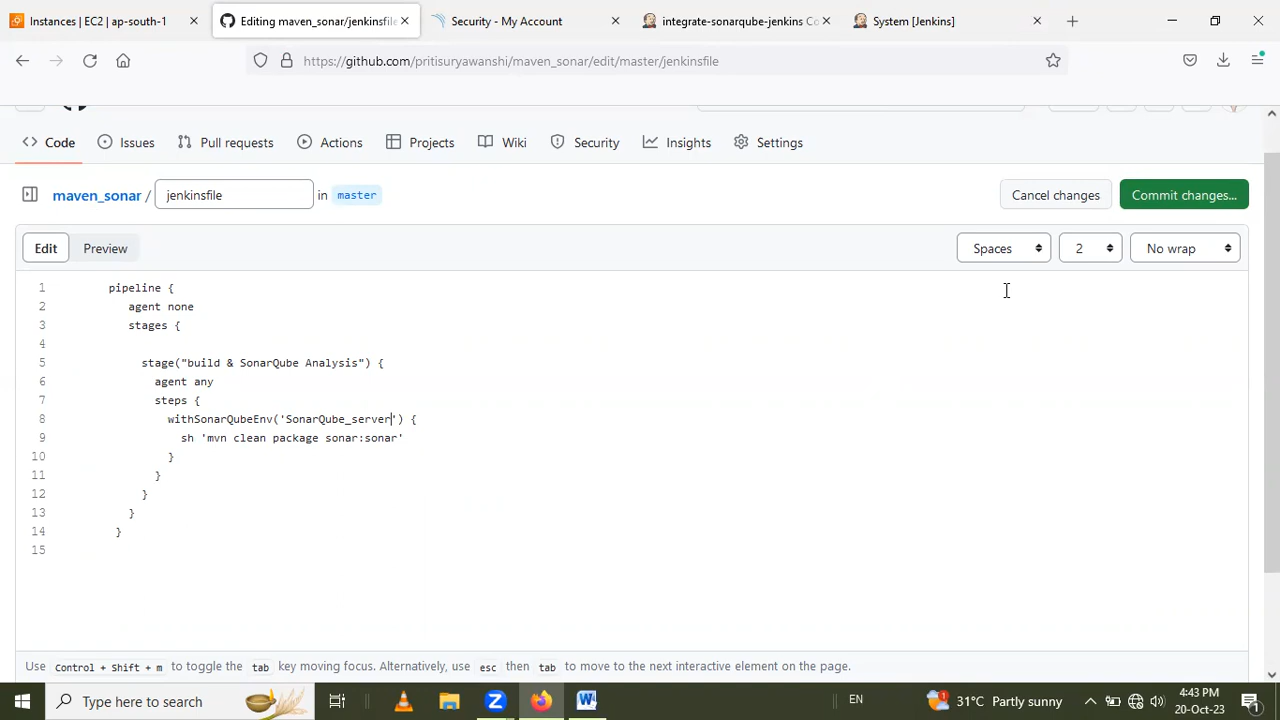 Instances | EC2 | ap-south-1
Editing maven_sonar/jenkinsfile
Security - My Account
integrate-sonarqube-jenkins Co
System [Jenkins]
https://github.com/pritisuryawanshi/maven_sonar/edit/master/jenkinsfile
Code
Issues
Pull requests
Actions
Projects
Wiki
Security
Insights
Settings
maven_sonar / jenkinsfile in master
Cancel changes
Commit changes...
Edit
Preview
Spaces
2
No wrap
1 pipeline {
2 agent none
3 stages {
4
5 stage("build & SonarQube Analysis") {
6 agent any
7 steps {
8 withSonarQubeEnv('SonarQube_server') {
9 sh 'mvn clean package sonar:sonar'
10 }
11 }
12 }
13 }
14 }
15
Use Control + Shift + m to toggle the tab key moving focus. Alternatively, use esc then tab to move to the next interactive element on the page.
Type here to search
EN
1
31°C Partly sunny
4:43 PM
20-Oct-23
1